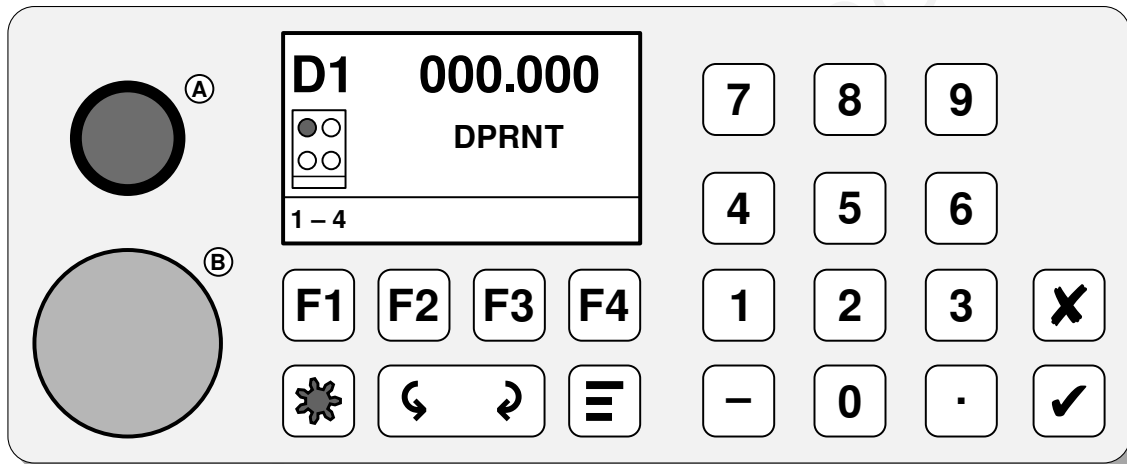 A
D1 000.000
DPRNT
1 – 4
B
7 8 9
4 5 6
F1 F2 F3 F4
1 2 3 ✘
– 0 . ✔